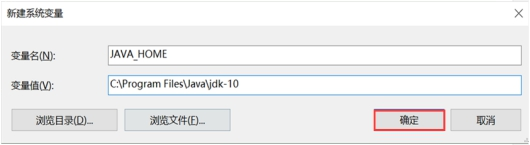 新建系统变量
变量名(N):
JAVA_HOME
变量值(V):
C:\Program Files\Java\jdk-10
浏览目录(D)...
浏览文件(F)...
确定
取消